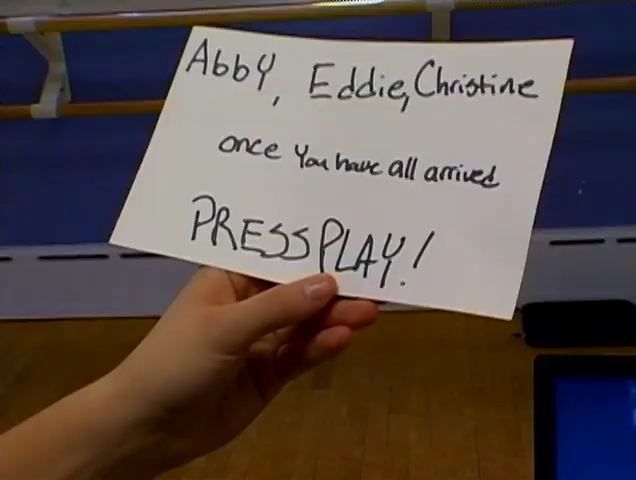 Abby, Eddie, Christine
once You have all arrived
PRESS PLAY!